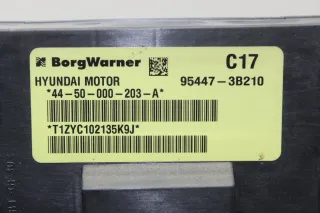 BorgWarner C17
HYUNDAI MOTOR 95447-3B210
*44-50-000-203-A*
*T1ZYC102135K9J*